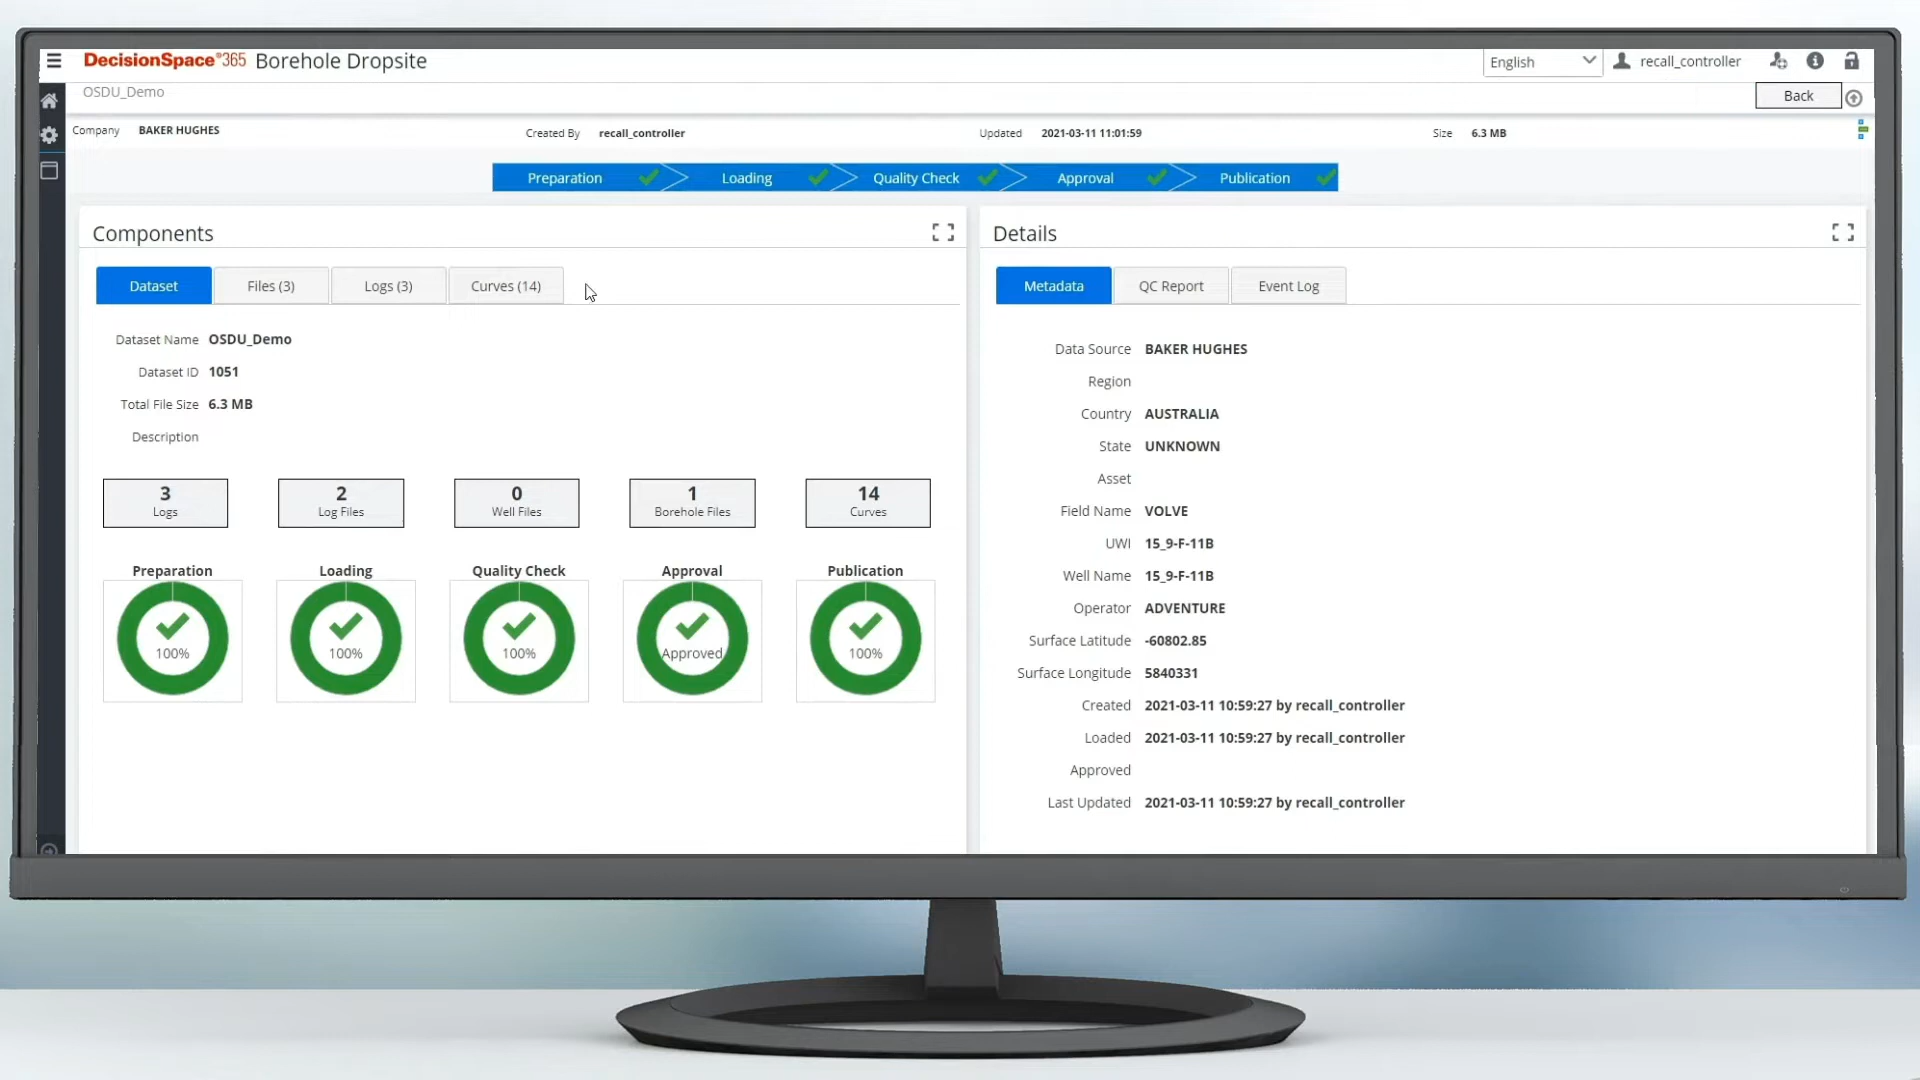 DecisionSpace®365 Borehole Dropsite
English
recall_controller
OSDU_Demo
Back
Company BAKER HUGHES
Created By recall_controller
Updated 2021-03-11 11:01:59
Size 6.3 MB
Preparation
Loading
Quality Check
Approval
Publication
Components
Dataset
Files (3)
Logs (3)
Curves (14)
Dataset Name OSDU_Demo
Dataset ID 1051
Total File Size 6.3 MB
Description
3
Logs
2
Log Files
0
Well Files
1
Borehole Files
14
Curves
Preparation
100%
Loading
100%
Quality Check
100%
Approval
Approved
Publication
100%
Details
Metadata
QC Report
Event Log
Data Source BAKER HUGHES
Region
Country AUSTRALIA
State UNKNOWN
Asset
Field Name VOLVE
UWI 15_9-F-11B
Well Name 15_9-F-11B
Operator ADVENTURE
Surface Latitude -60802.85
Surface Longitude 5840331
Created 2021-03-11 10:59:27 by recall_controller
Loaded 2021-03-11 10:59:27 by recall_controller
Approved
Last Updated 2021-03-11 10:59:27 by recall_controller